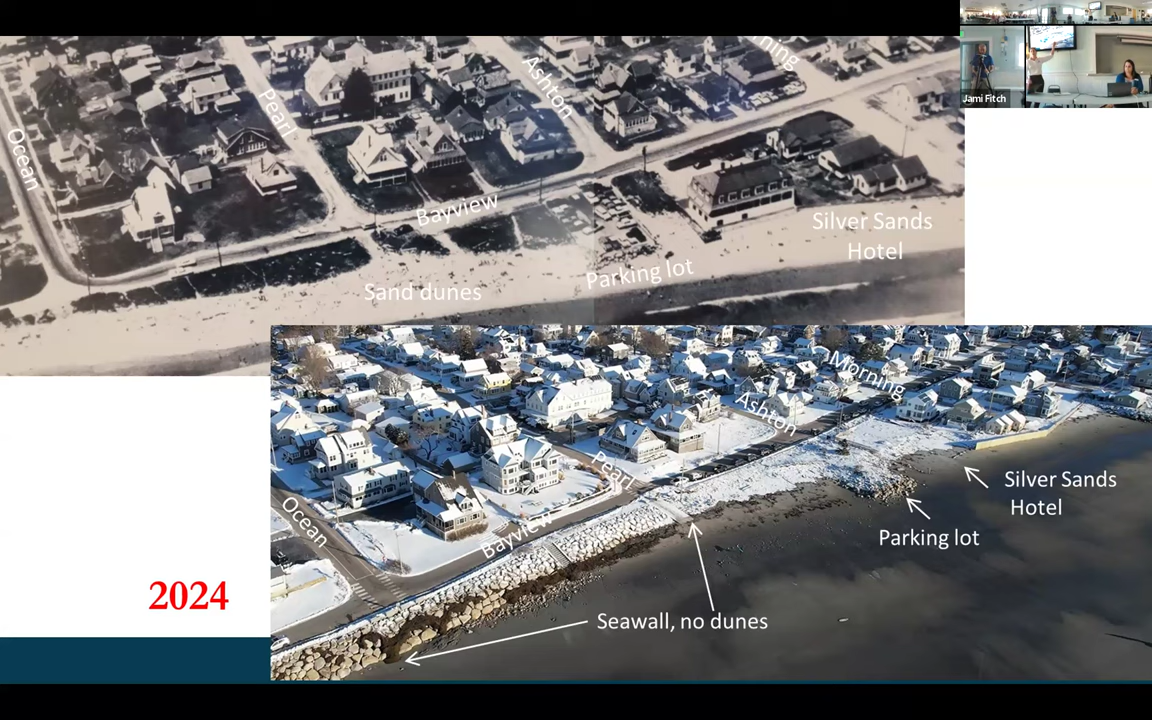 Jami Fitch
Ocean
Pearl
Ashton
rning
Bayview
Silver Sands
Hotel
Parking lot
Sand dunes
Morning
Ashton
Pearl
Ocean
Bayview
Silver Sands
Hotel
Parking lot
2024
Seawall, no dunes